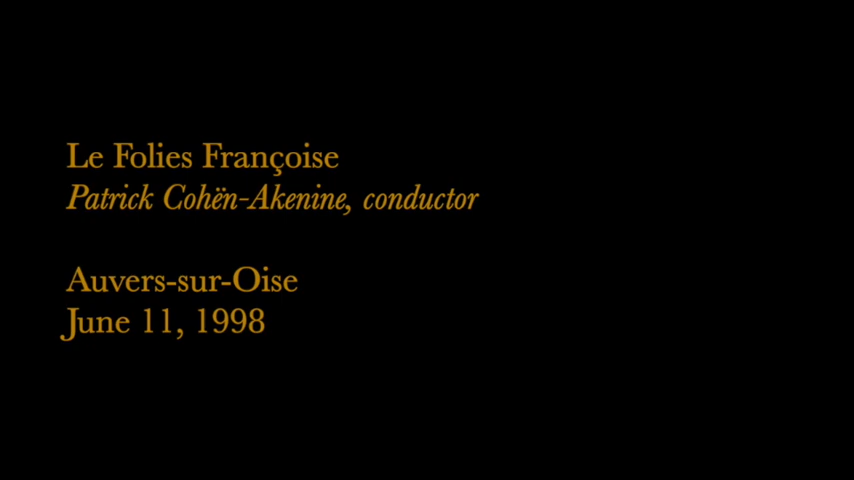 Le Folies Françoise
Patrick Cohën-Akenine, conductor
Auvers-sur-Oise
June 11, 1998